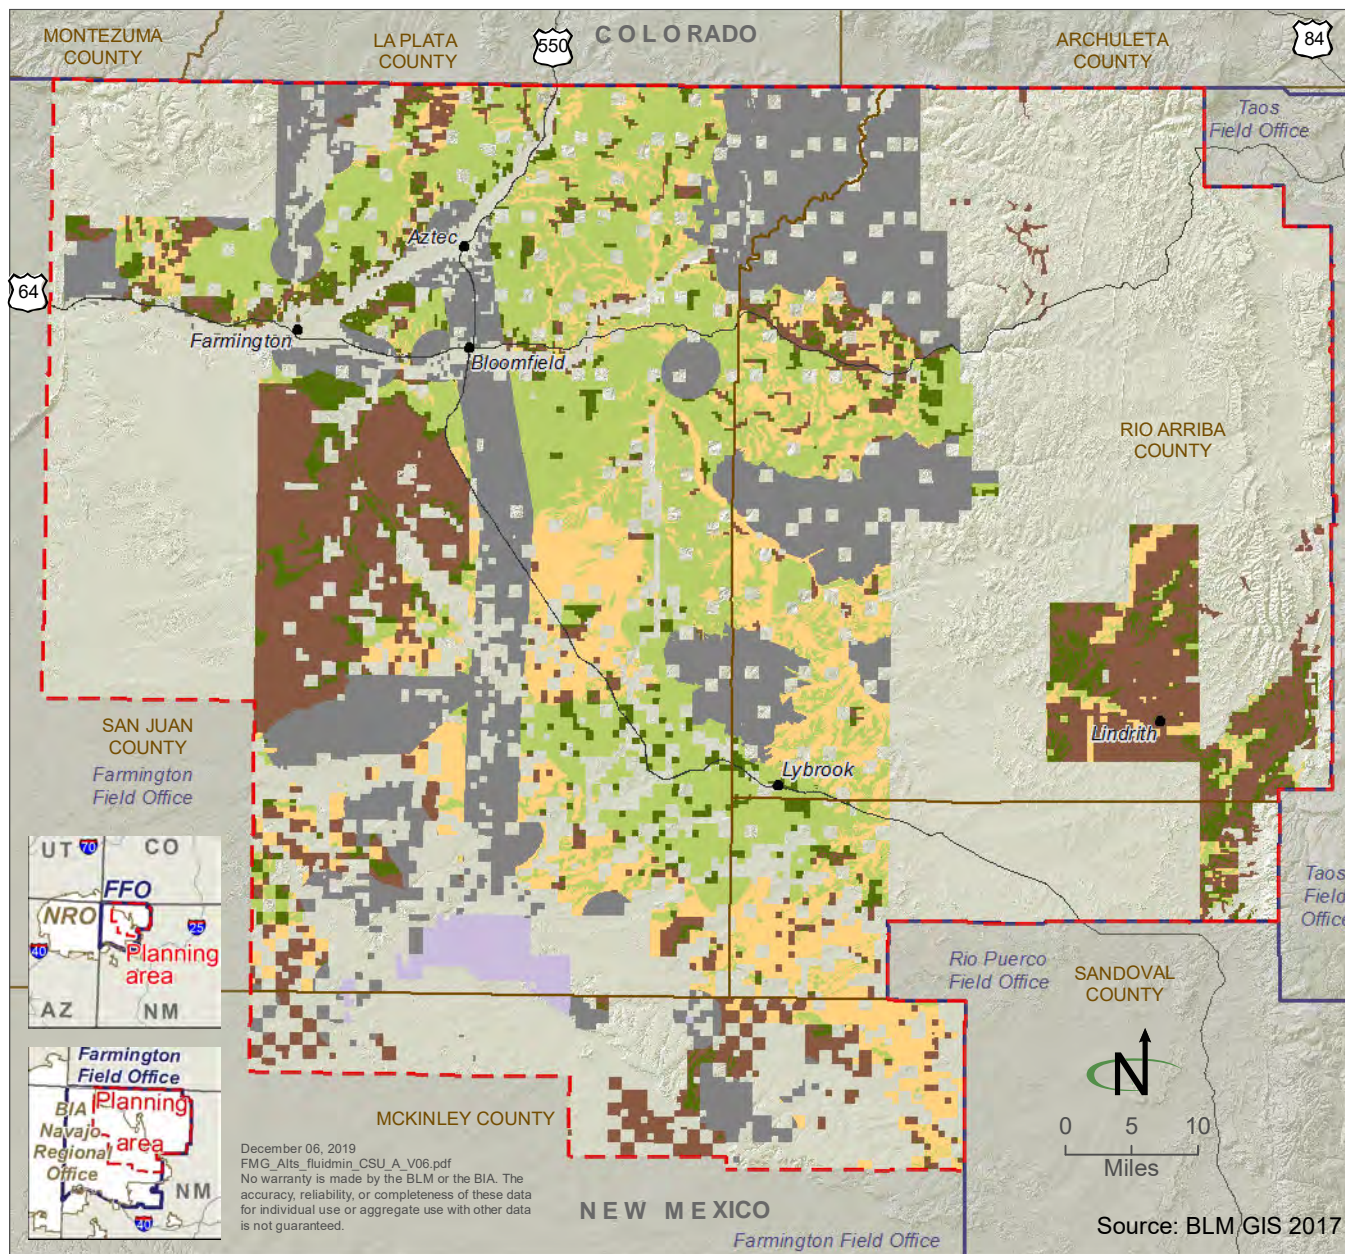 MONTEZUMA
COUNTY
LA PLATA
COUNTY
550
COLORADO
ARCHULETA
COUNTY
84
Taos
Field Office
Aztec
64
Farmington
Bloomfield
RIO ARRIBA
COUNTY
SAN JUAN
COUNTY
Farmington
Field Office
Lindrith
Lybrook
UT
70
CO
FFO
NRO
25
40
Planning
area
AZ
NM
Taos
Field
Office
Rio Puerco
Field Office
SANDOVAL
COUNTY
N
0 5 10
Miles
Farmington
Field Office
Planning
area
BIA
Navajo
Regional
Office
NM
40
MCKINLEY COUNTY
December 06, 2019
FMG_Alts_fluidmin_CSU_A_V06.pdf
No warranty is made by the BLM or the BIA. The
accuracy, reliability, or completeness of these data
for individual use or aggregate use with other data
is not guaranteed.
NEW MEXICO
Farmington Field Office
Source: BLM GIS 2017